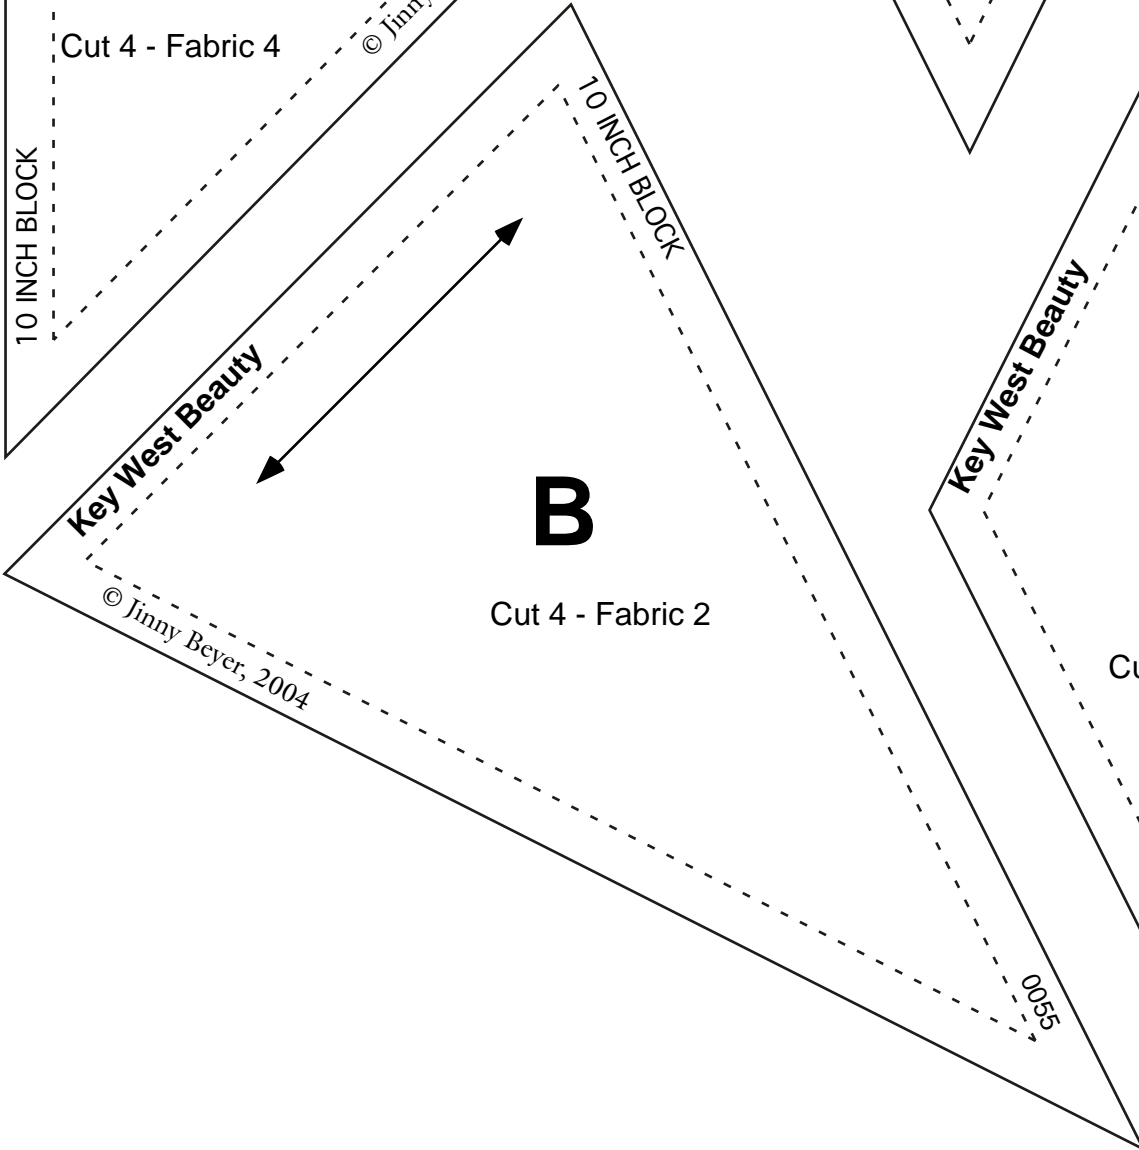 Cut 4 - Fabric 4
© Jinny
10 INCH BLOCK
10 INCH BLOCK
Key West Beauty
B
Cut 4 - Fabric 2
© Jinny Beyer, 2004
0055
Key West Beauty